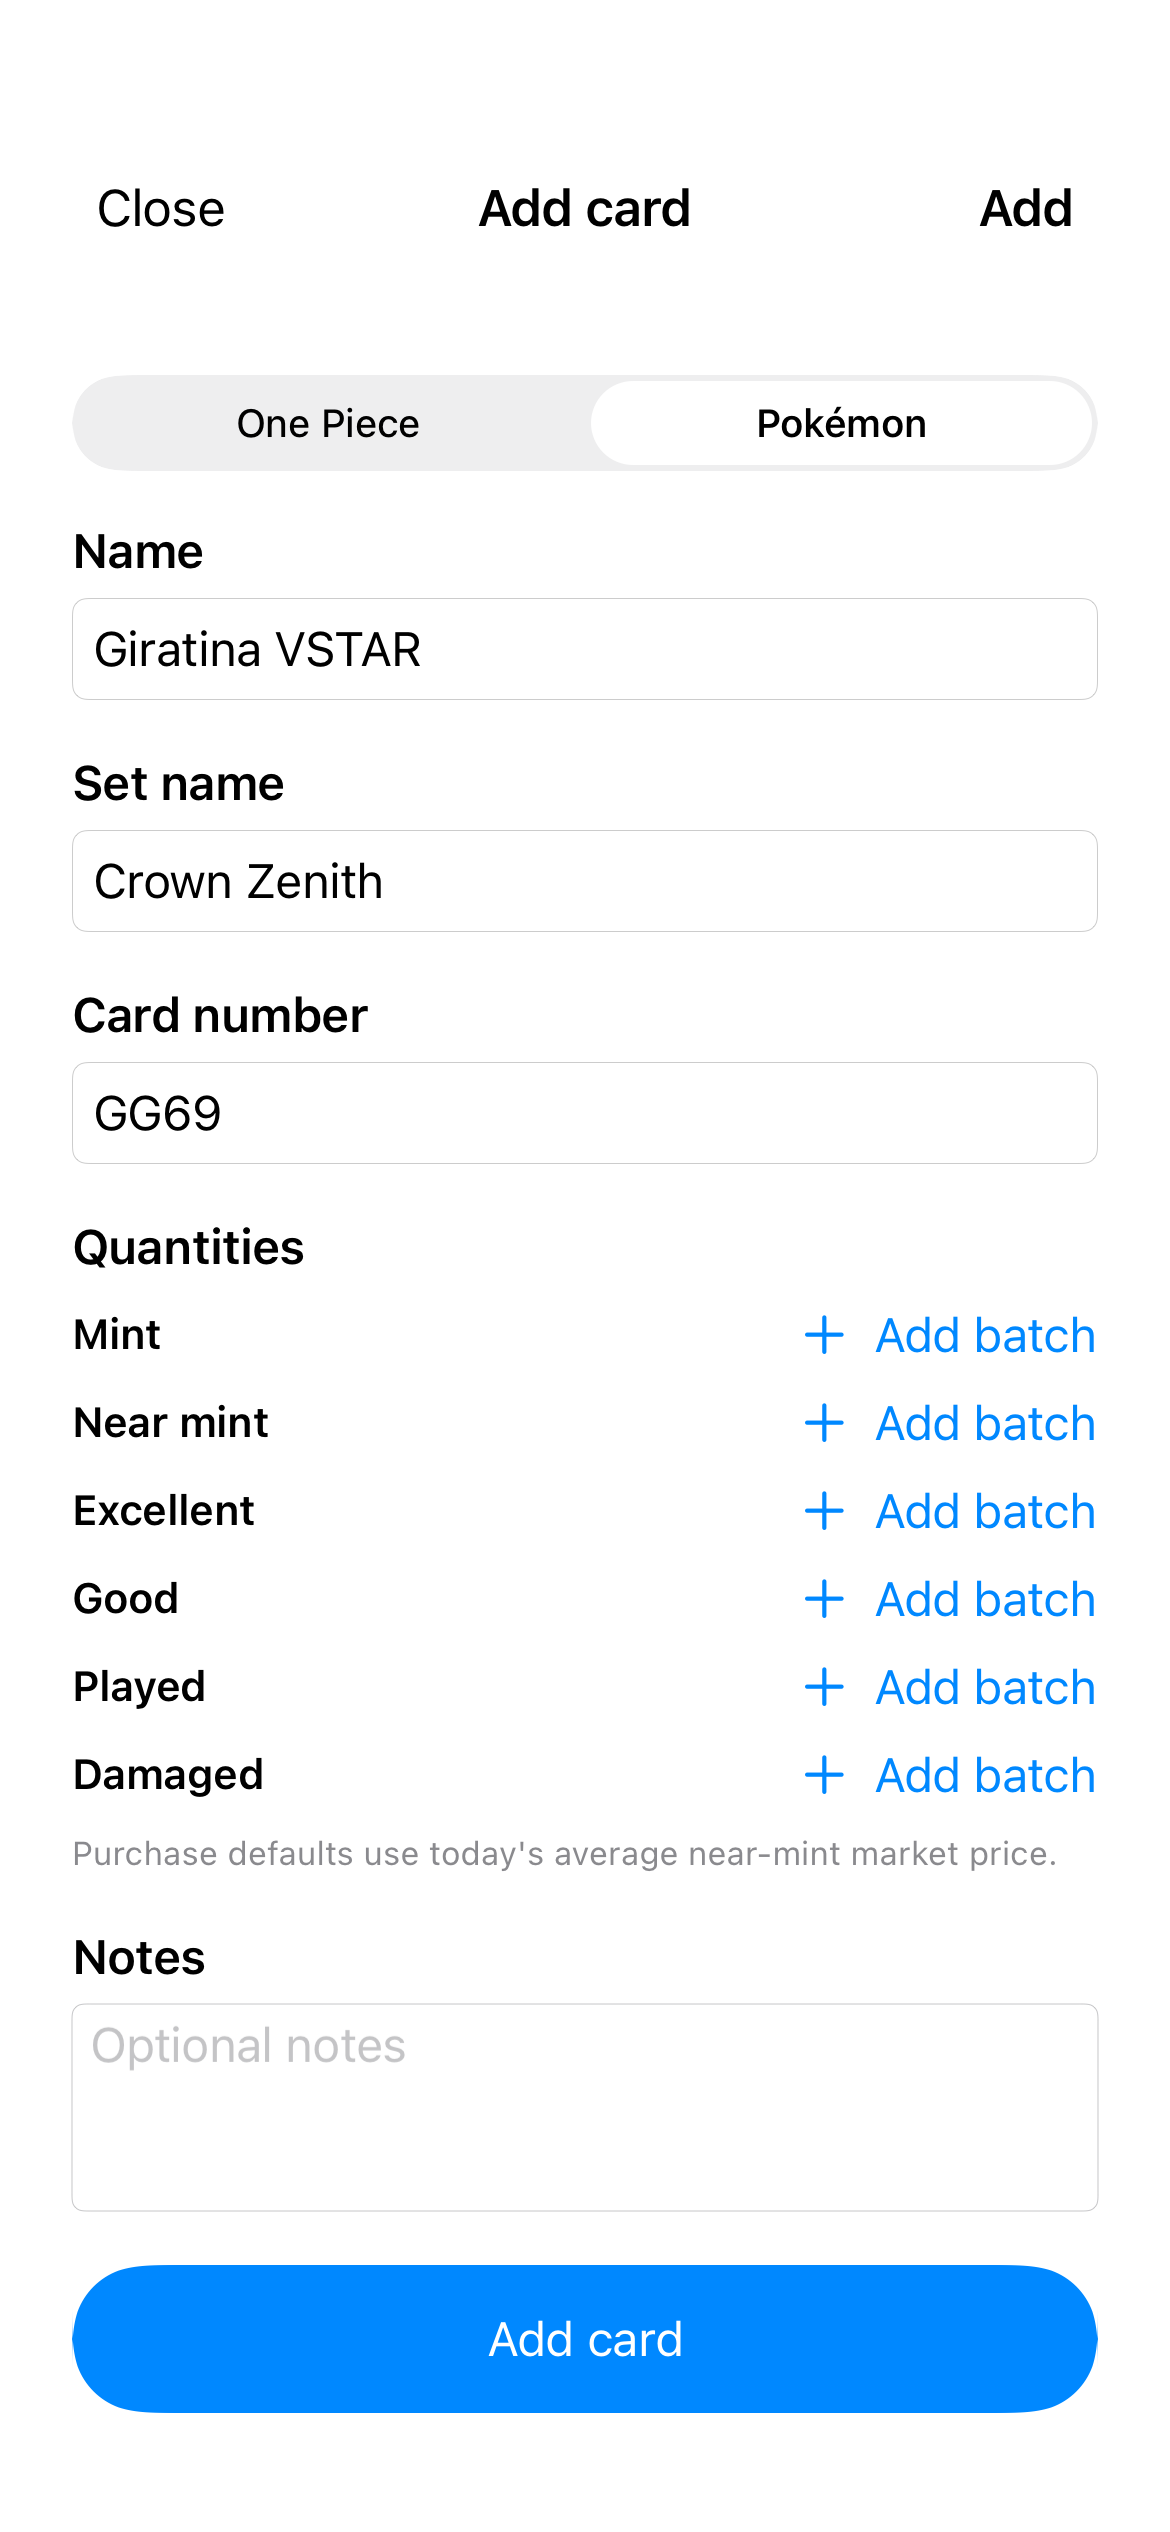 Close Add card Add
One Piece Pokémon
Name
Giratina VSTAR
Set name
Crown Zenith
Card number
GG69
Quantities
Mint + Add batch
Near mint + Add batch
Excellent + Add batch
Good + Add batch
Played + Add batch
Damaged + Add batch
Purchase defaults use today's average near-mint market price.
Notes
Optional notes
Add card